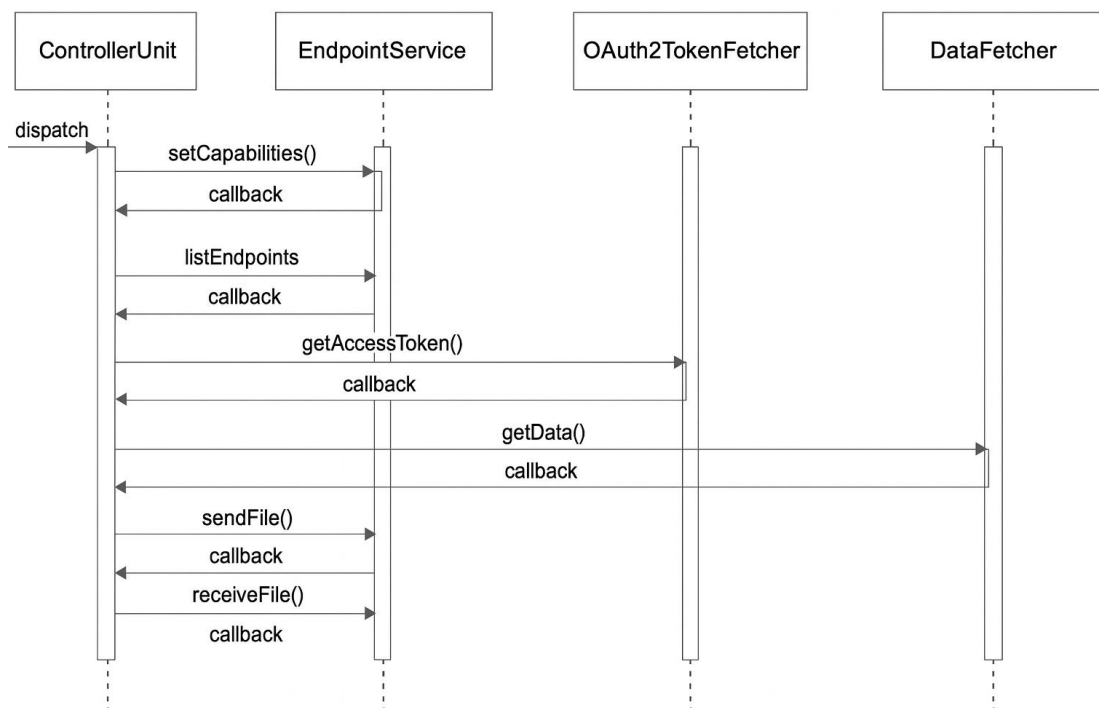 ControllerUnit
EndpointService
OAuth2TokenFetcher
DataFetcher
dispatch
setCapabilities()
callback
listEndpoints
callback
getAccessToken()
callback
getData()
callback
sendFile()
callback
receiveFile()
callback